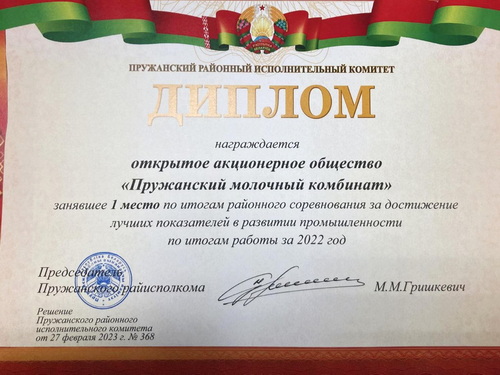 ПРУЖАНСКИЙ РАЙОННЫЙ ИСПОЛНИТЕЛЬНЫЙ КОМИТЕТ
ДИПЛОМ
награждается
открытое акционерное общество
«Пружанский молочный комбинат»
занявшее 1 место по итогам районного соревнования за достижение
лучших показателей в развитии промышленности
по итогам работы за 2022 год
Председатель
Пружанского райисполкома М.М.Гришкевич
Решение
Пружанского районного
исполнительного комитета
от 27 февраля 2023 г. № 368